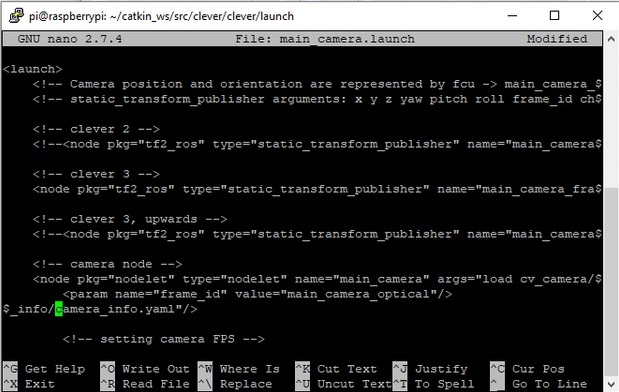 pi@raspberrypi: ~/catkin_ws/src/clever/clever/launch
GNU nano 2.7.4 File: main_camera.launch Modified
<launch>
<!-- Camera position and orientation are represented by fcu -> main_camera_$
<!-- static_transform_publisher arguments: x y z yaw pitch roll frame_id ch$
<!-- clever 2 -->
<!--<node pkg="tf2_ros" type="static_transform_publisher" name="main_camera$
<!-- clever 3 -->
<node pkg="tf2_ros" type="static_transform_publisher" name="main_camera_fra$
<!-- clever 3, upwards -->
<!--<node pkg="tf2_ros" type="static_transform_publisher" name="main_camera$
<!-- camera node -->
<node pkg="nodelet" type="nodelet" name="main_camera" args="load cv_camera/$
<param name="frame_id" value="main_camera_optical"/>
$_info/camera_info.yaml"/>
<!-- setting camera FPS -->
^G Get Help ^O Write Out ^W Where Is ^K Cut Text ^J Justify ^C Cur Pos
^X Exit ^R Read File ^\ Replace ^U Uncut Text ^T To Spell ^_ Go To Line